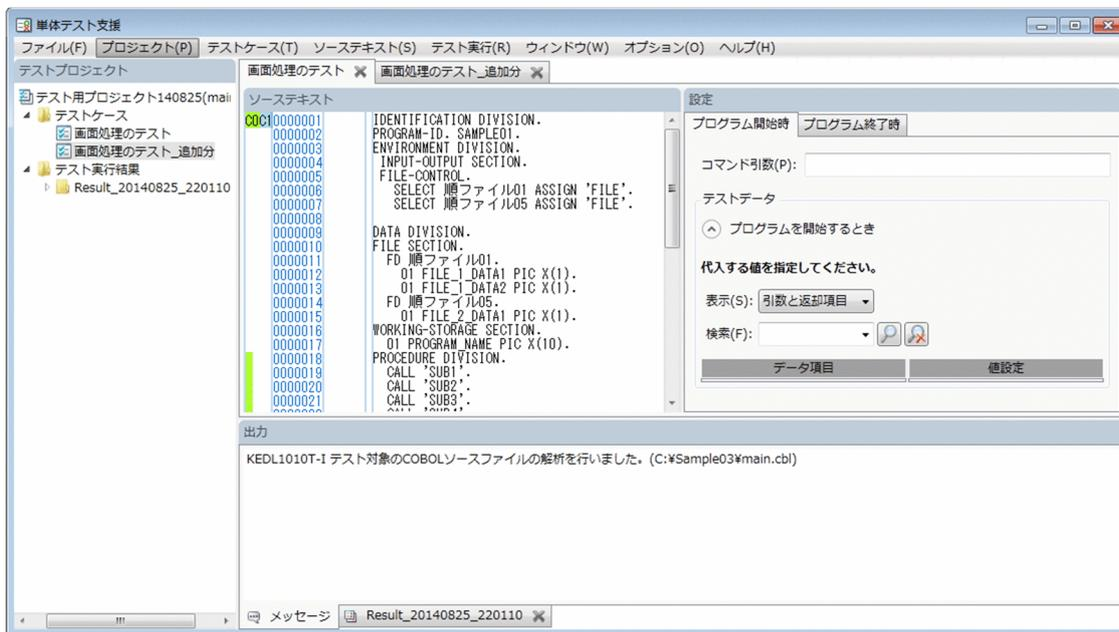 単体テスト支援
ファイル(F) プロジェクト(P) テストケース(T) ソーステキスト(S) テスト実行(R) ウィンドウ(W) オプション(O) ヘルプ(H)
テストプロジェクト
テスト用プロジェクト140825(mai
テストケース
画面処理のテスト
画面処理のテスト_追加分
テスト実行結果
Result_20140825_220110
画面処理のテスト 画面処理のテスト_追加分
ソーステキスト
COC1 0000001 IDENTIFICATION DIVISION.
0000002 PROGRAM-ID. SAMPLE01.
0000003 ENVIRONMENT DIVISION.
0000004 INPUT-OUTPUT SECTION.
0000005 FILE-CONTROL.
0000006 SELECT 順ファイル01 ASSIGN 'FILE'.
0000007 SELECT 順ファイル05 ASSIGN 'FILE'.
0000008
0000009 DATA DIVISION.
0000010 FILE SECTION.
0000011 FD 順ファイル01.
0000012 01 FILE_1_DATA1 PIC X(1).
0000013 01 FILE_1_DATA2 PIC X(1).
0000014 FD 順ファイル05.
0000015 01 FILE_2_DATA1 PIC X(1).
0000016 WORKING-STORAGE SECTION.
0000017 01 PROGRAM_NAME PIC X(10).
0000018 PROCEDURE DIVISION.
0000019 CALL 'SUB1'.
0000020 CALL 'SUB2'.
0000021 CALL 'SUB3'.
設定
プログラム開始時 プログラム終了時
コマンド引数(P):
テストデータ
プログラムを開始するとき
代入する値を指定してください。
表示(S): 引数と返却項目
検索(F):
データ項目 値設定
出力
KEDL1010T-I テスト対象のCOBOLソースファイルの解析を行いました。(C:¥Sample03¥main.cbl)
メッセージ Result_20140825_220110